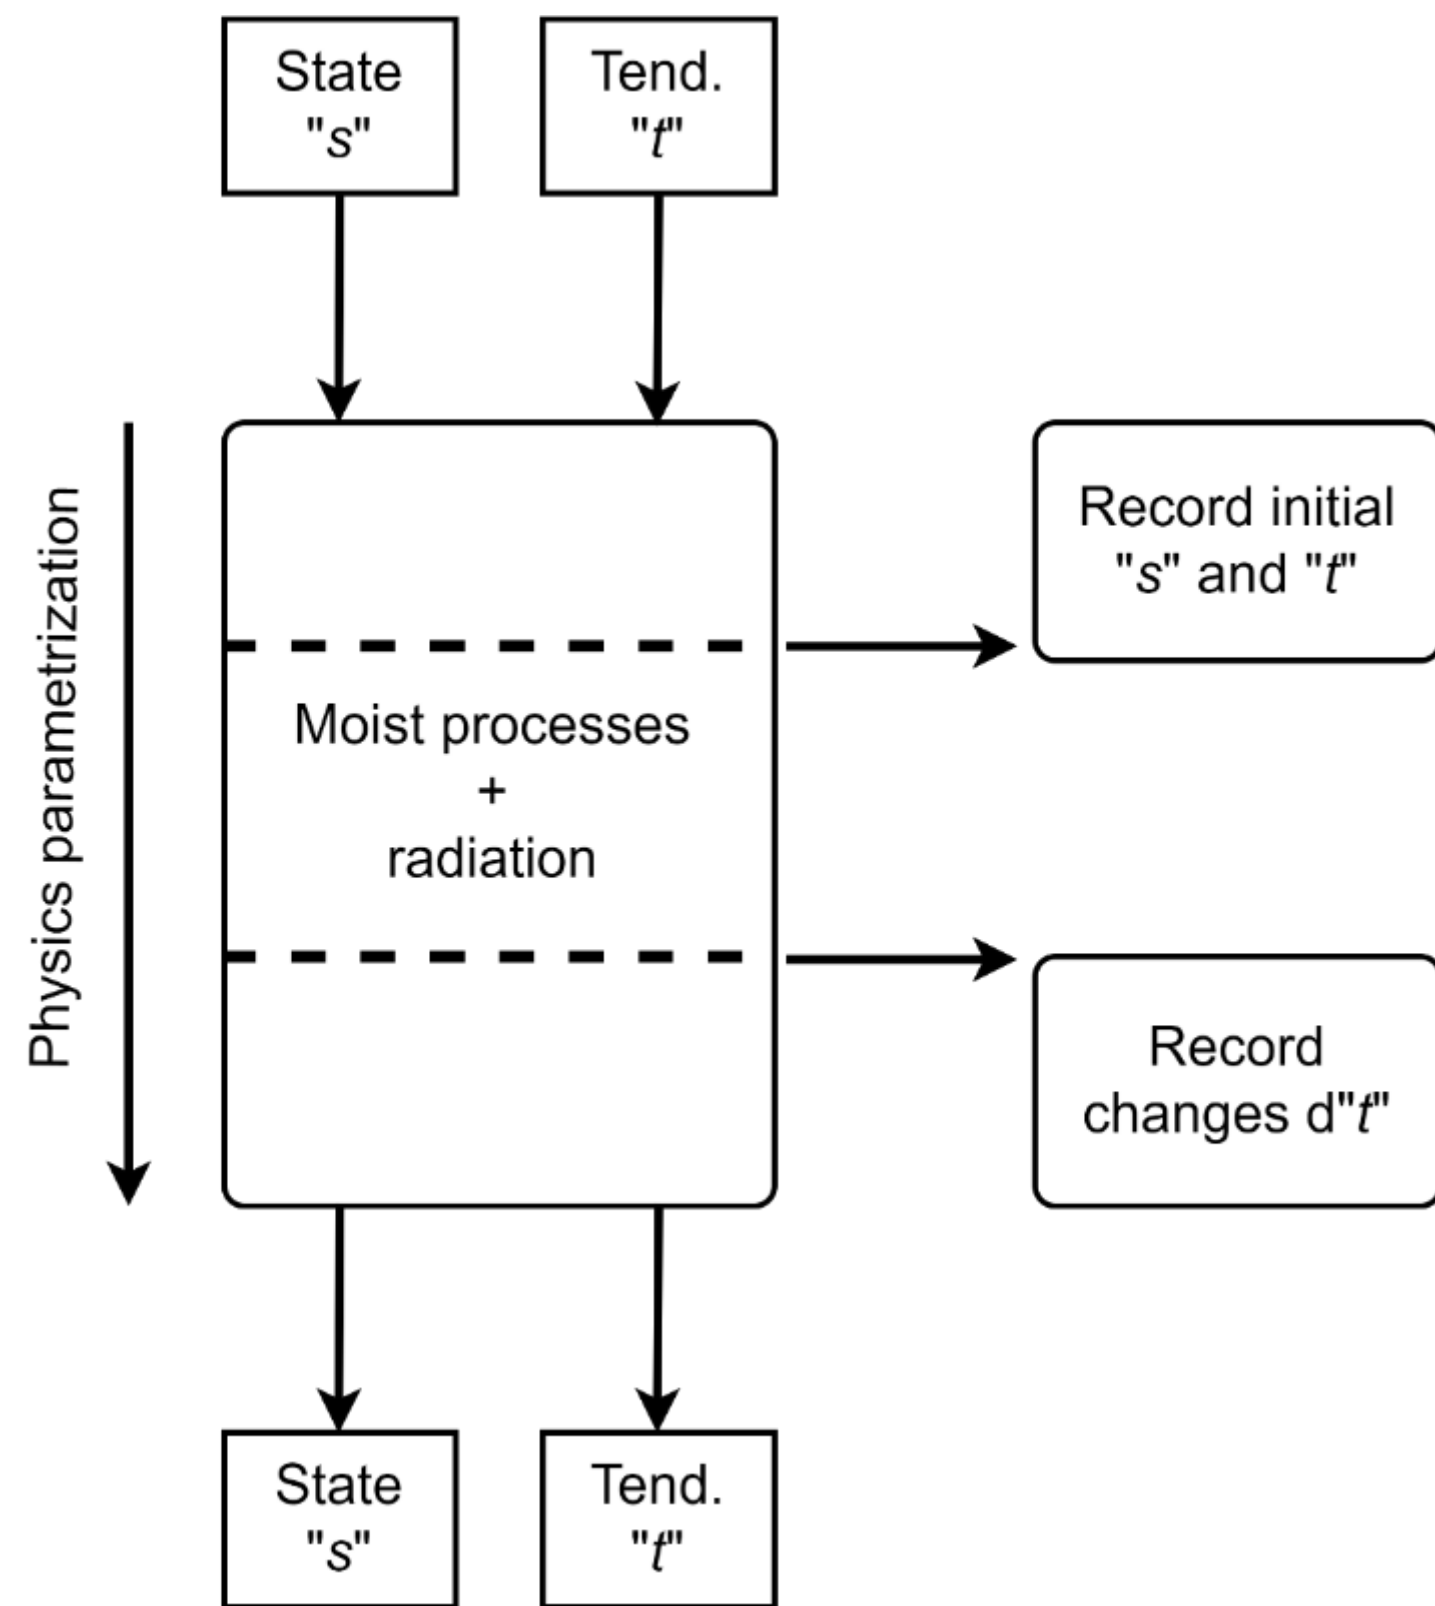 State
"s"
Tend.
"t"
Physics parametrization
Record initial
"s" and "t"
Moist processes
+
radiation
Record
changes d"t"
State
"s"
Tend.
"t"